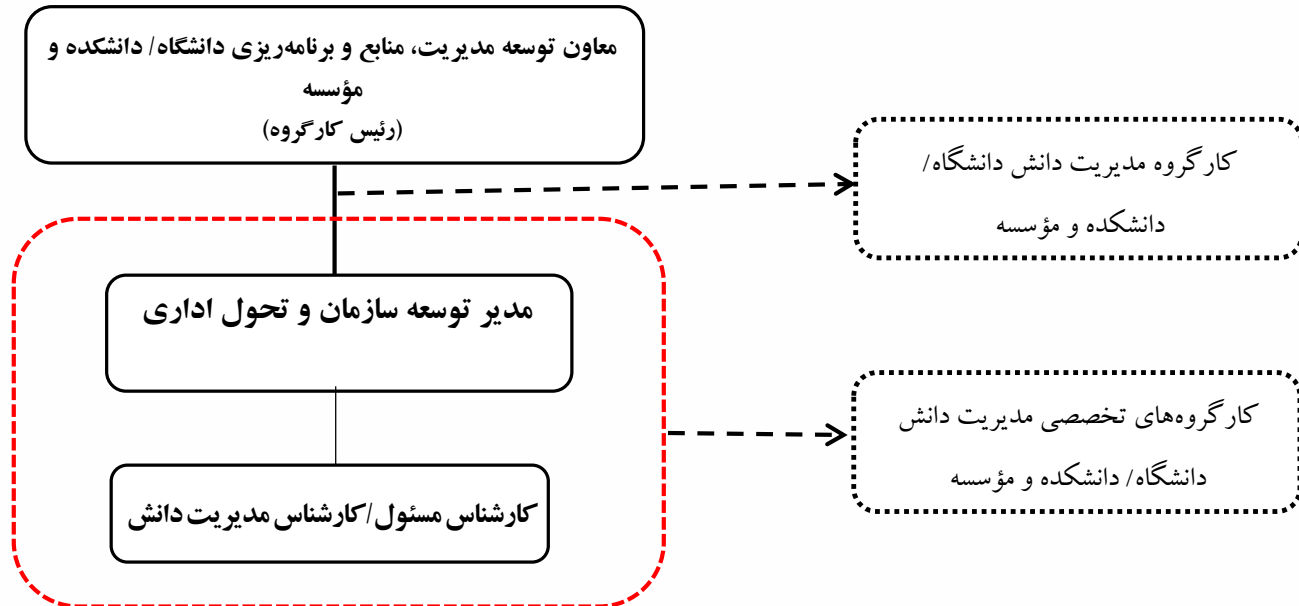 معاون توسعه مدیریت، منابع و برنامه‌ریزی دانشگاه/ دانشکده و
مؤسسه
(رئیس کارگروه)
کارگروه مدیریت دانش دانشگاه/
دانشکده و مؤسسه
مدیر توسعه سازمان و تحول اداری
کارگروه‌های تخصصی مدیریت دانش
دانشگاه/ دانشکده و مؤسسه
کارشناس مسئول/کارشناس مدیریت دانش